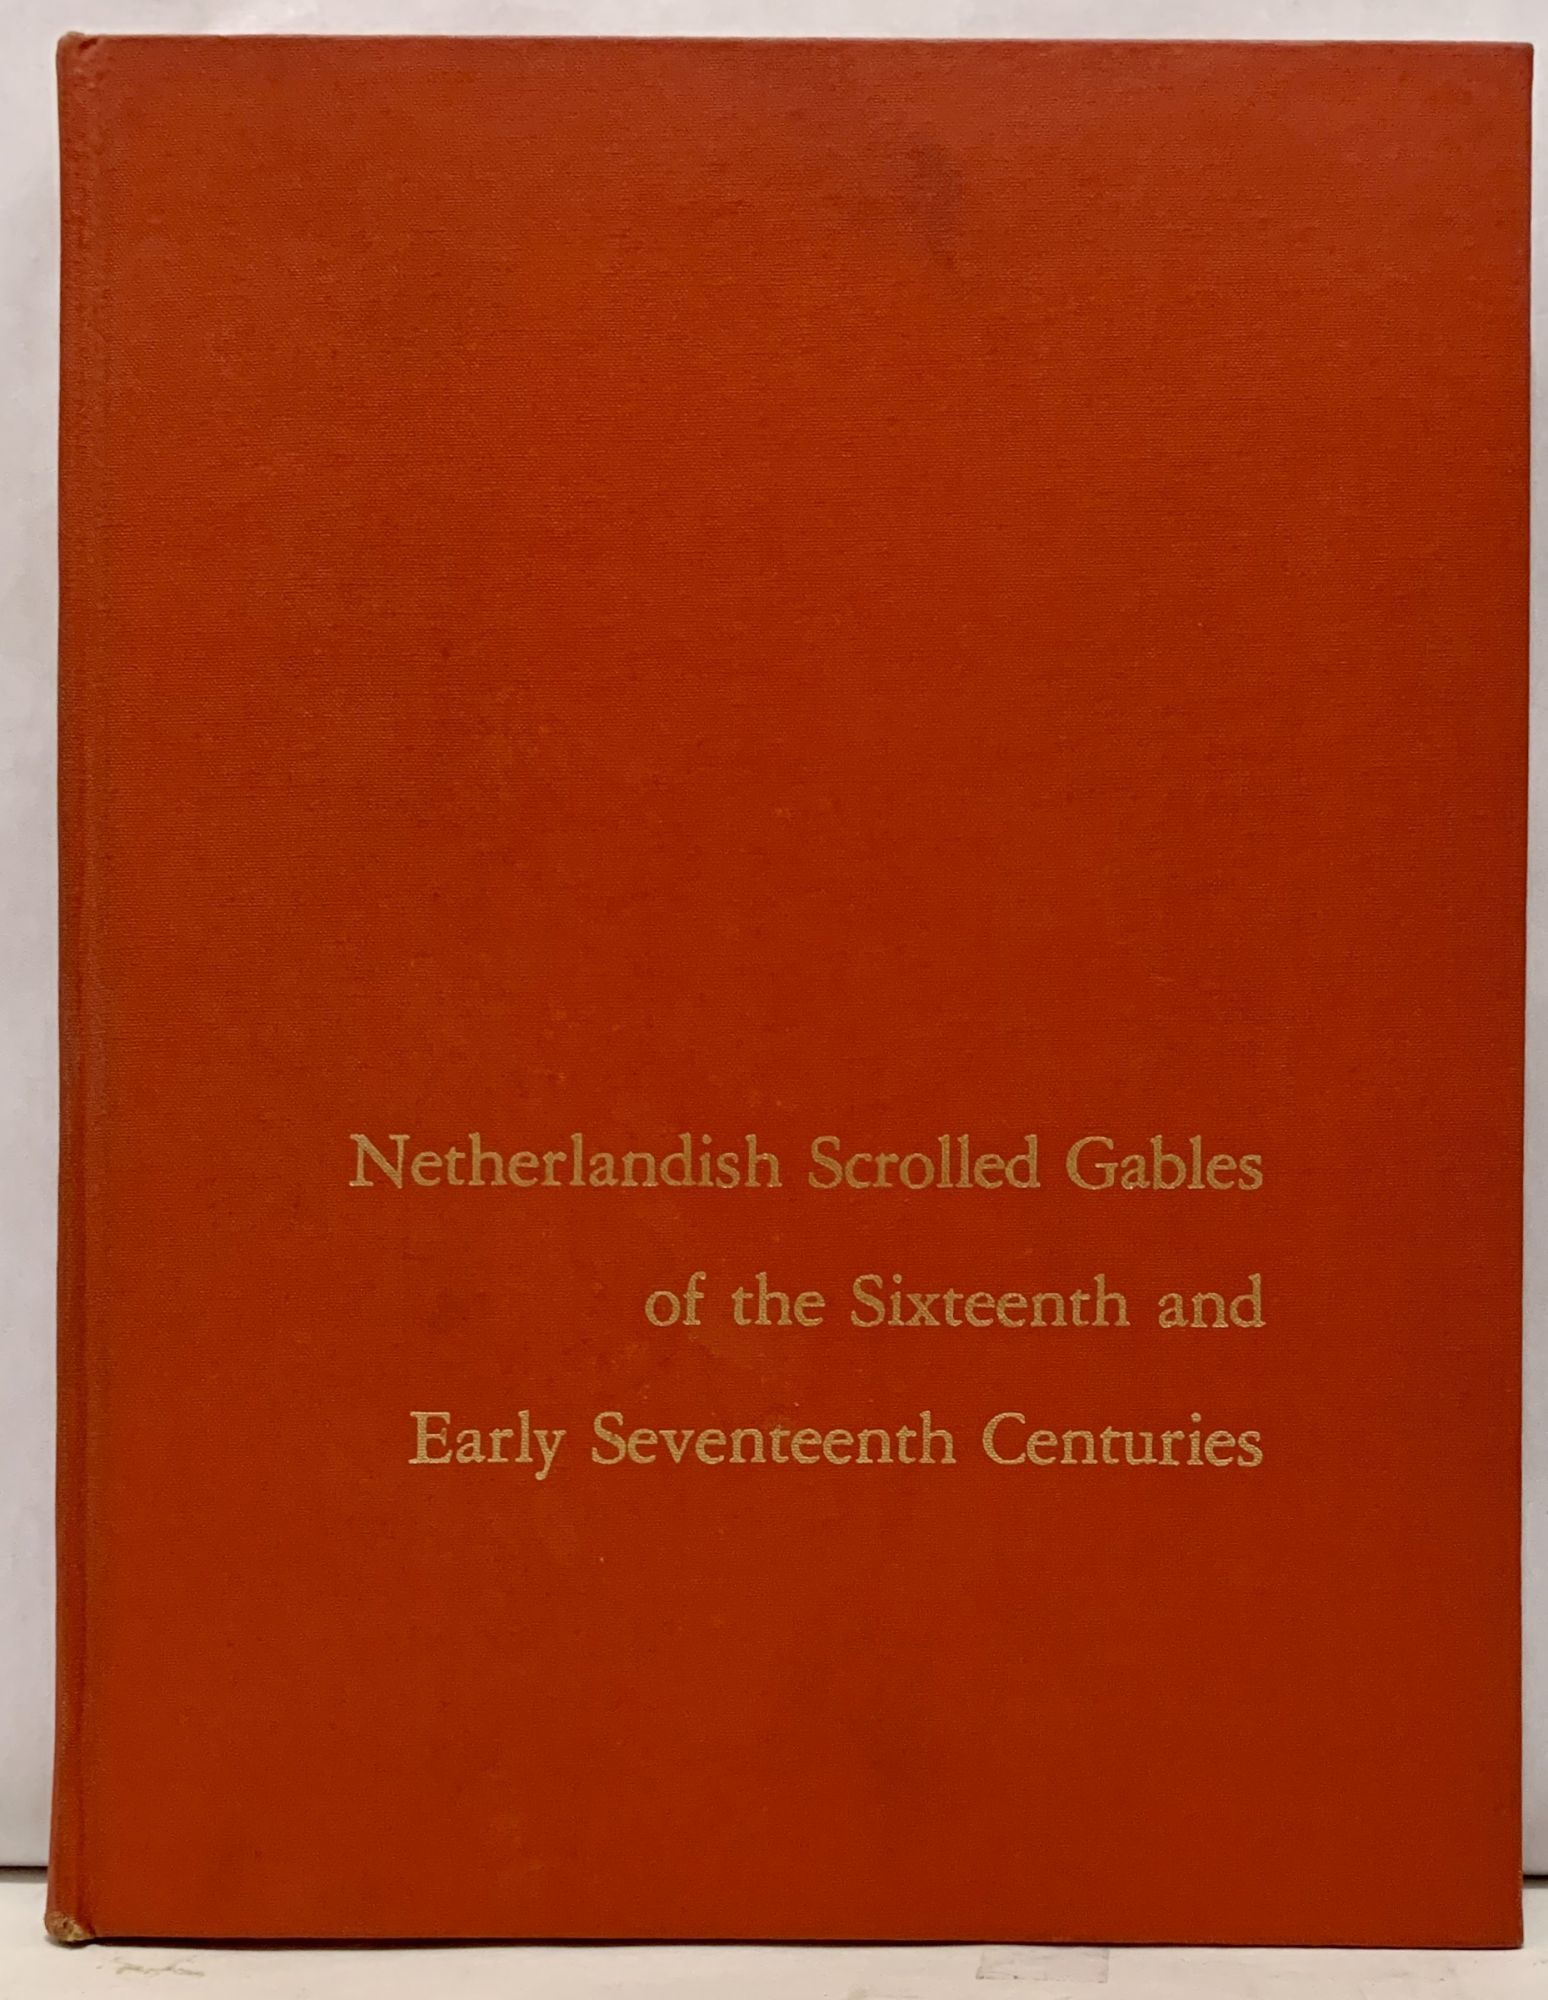 Netherlandish Scrolled Gables
of the Sixteenth and
Early Seventeenth Centuries